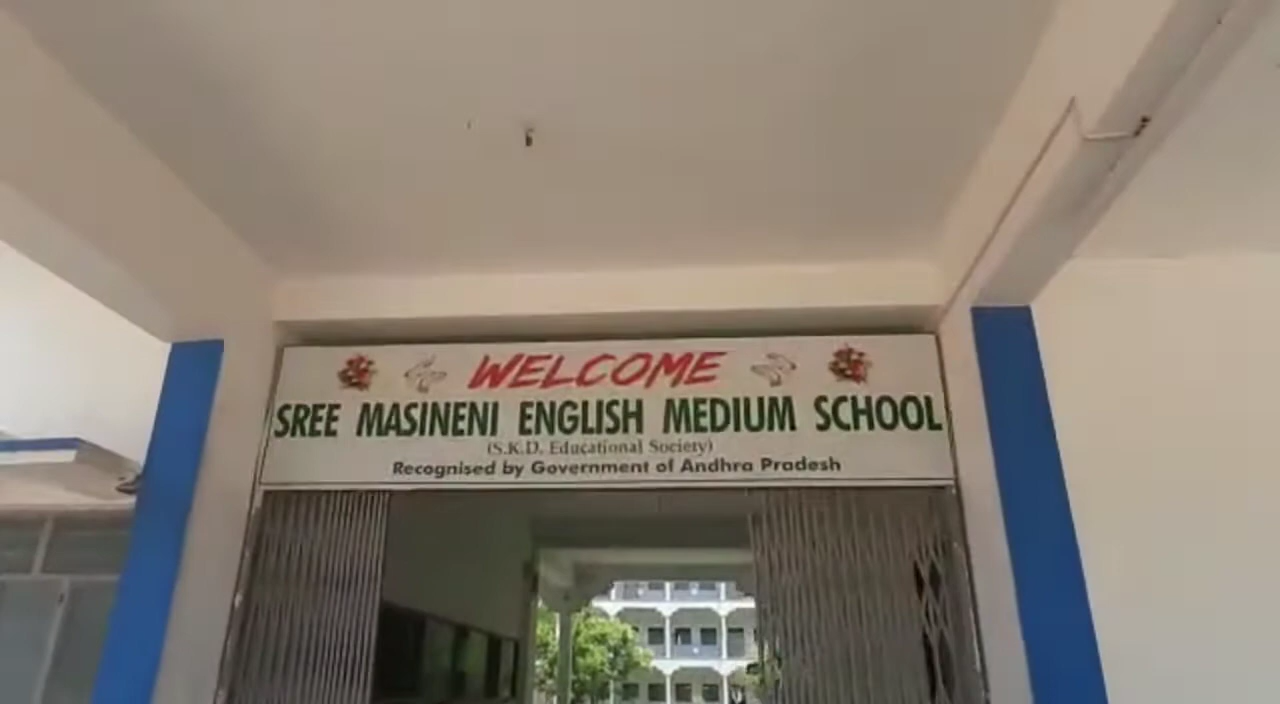 WELCOME
SREE MASINENI ENGLISH MEDIUM SCHOOL
(S.K.D. Educational Society)
Recognised by Government of Andhra Pradesh